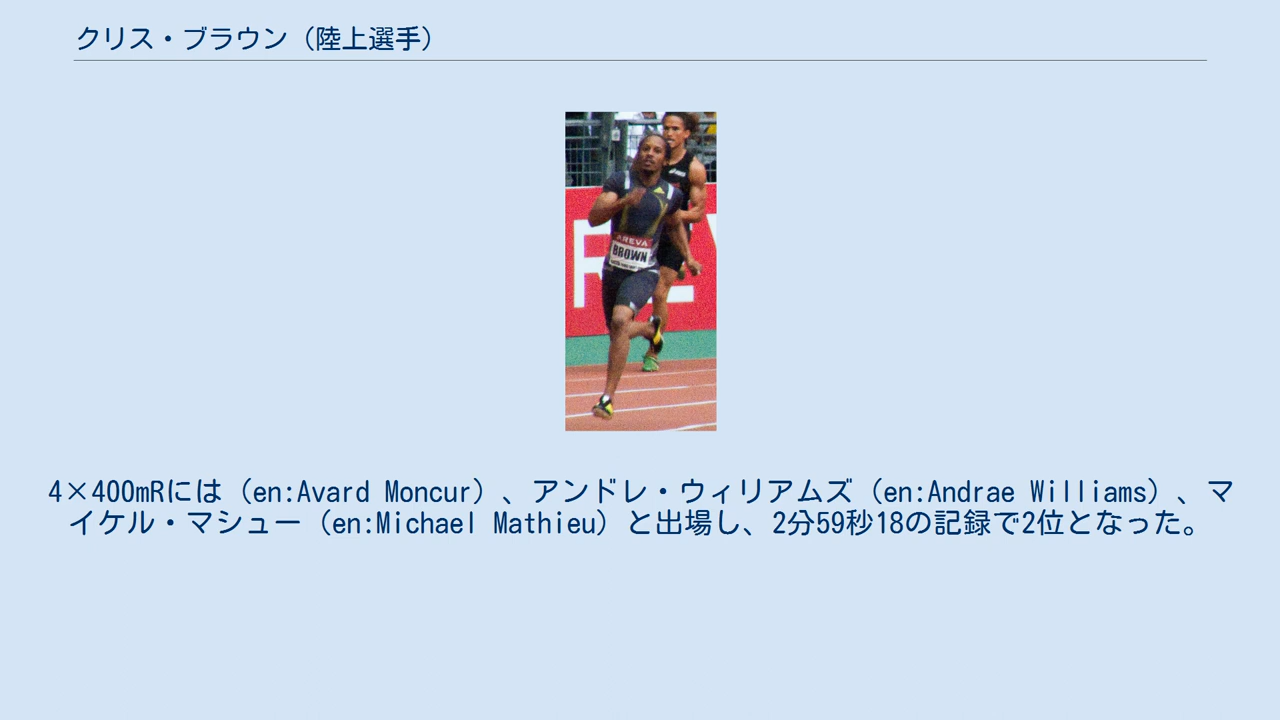 クリス・ブラウン（陸上選手）
AREVA
BROWN
4×400mRには（en:Avard Moncur）、アンドレ・ウィリアムズ（en:Andrae Williams）、マ
イケル・マシュー（en:Michael Mathieu）と出場し、2分59秒18の記録で2位となった。